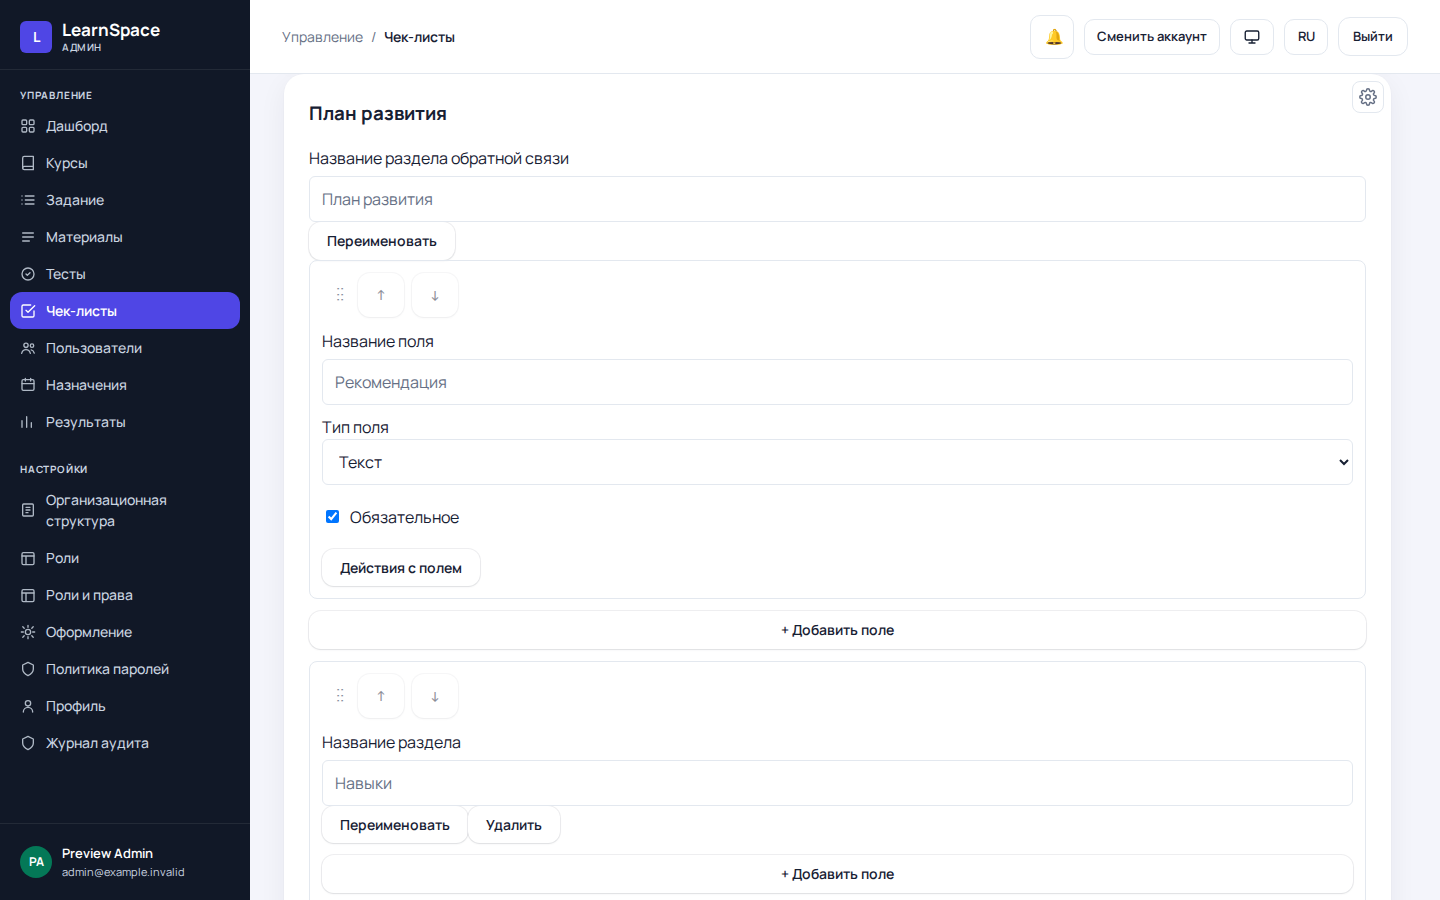 L
LearnSpace
АДМИН
УПРАВЛЕНИЕ
Дашборд
Курсы
Задание
Материалы
Тесты
Чек-листы
Пользователи
Назначения
Результаты
НАСТРОЙКИ
Организационная
структура
Роли
Роли и права
Оформление
Политика паролей
Профиль
Журнал аудита
PA
Preview Admin
admin@example.invalid
Управление / Чек-листы
Сменить аккаунт
RU
Выйти
План развития
Название раздела обратной связи
План развития
Переименовать
↑ ↓
Название поля
Рекомендация
Тип поля
Текст
Обязательное
Действия с полем
+ Добавить поле
↑ ↓
Название раздела
Навыки
Переименовать Удалить
+ Добавить поле